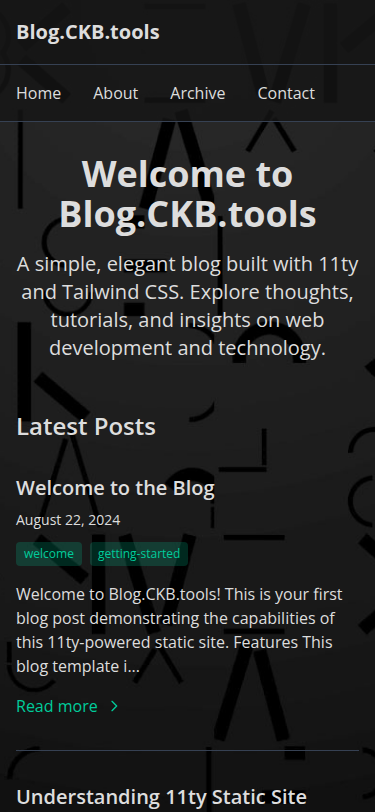 Blog.CKB.tools
Home About Archive Contact
Welcome to
Blog.CKB.tools
A simple, elegant blog built with 11ty
and Tailwind CSS. Explore thoughts,
tutorials, and insights on web
development and technology.
Latest Posts
Welcome to the Blog
August 22, 2024
welcome getting-started
Welcome to Blog.CKB.tools! This is your first
blog post demonstrating the capabilities of
this 11ty-powered static site. Features This
blog template i...
Read more
Understanding 11ty Static Site